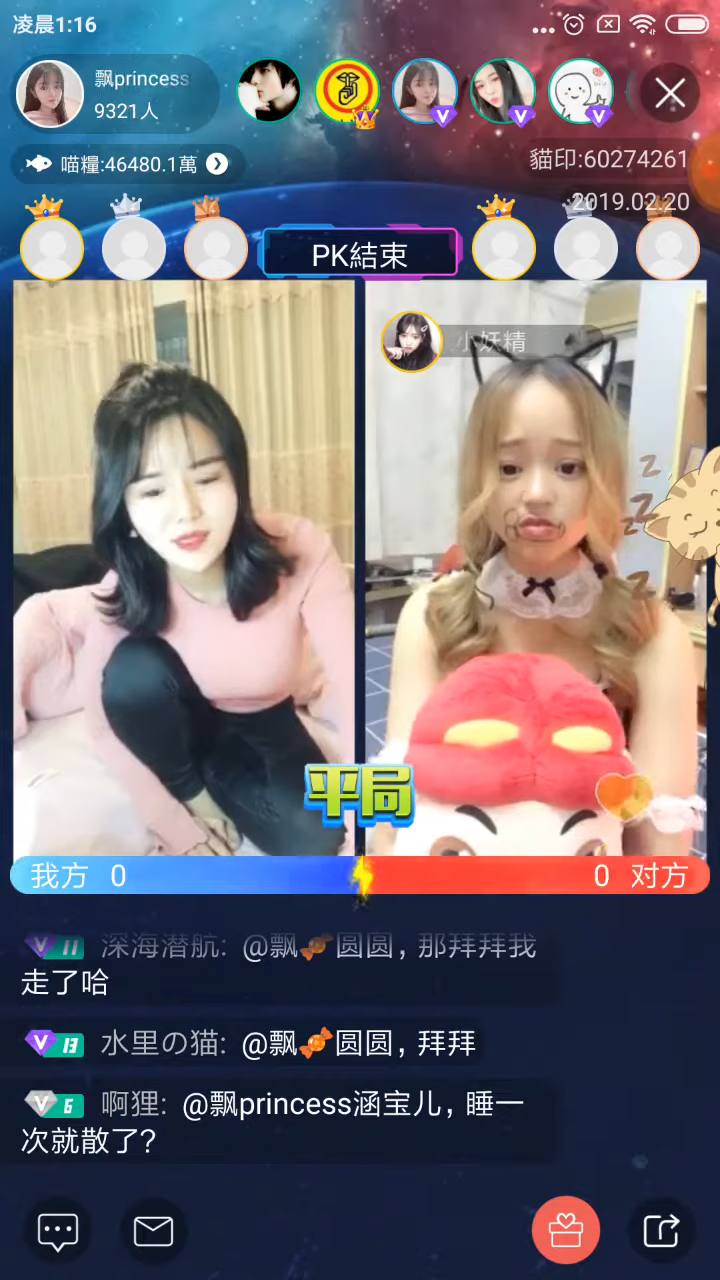 凌晨1:16
飘princess
9321人
喵糧:46480.1萬
貓印:60274261
2019.02.20
PK結束
小妖精
平局
我方 0
0 对方
11 深海潜航: @飘🍬圆圆，那拜拜我
走了哈
13 水里の猫: @飘🍬圆圆，拜拜
6 啊狸: @飘princess涵宝儿，睡一
次就散了?